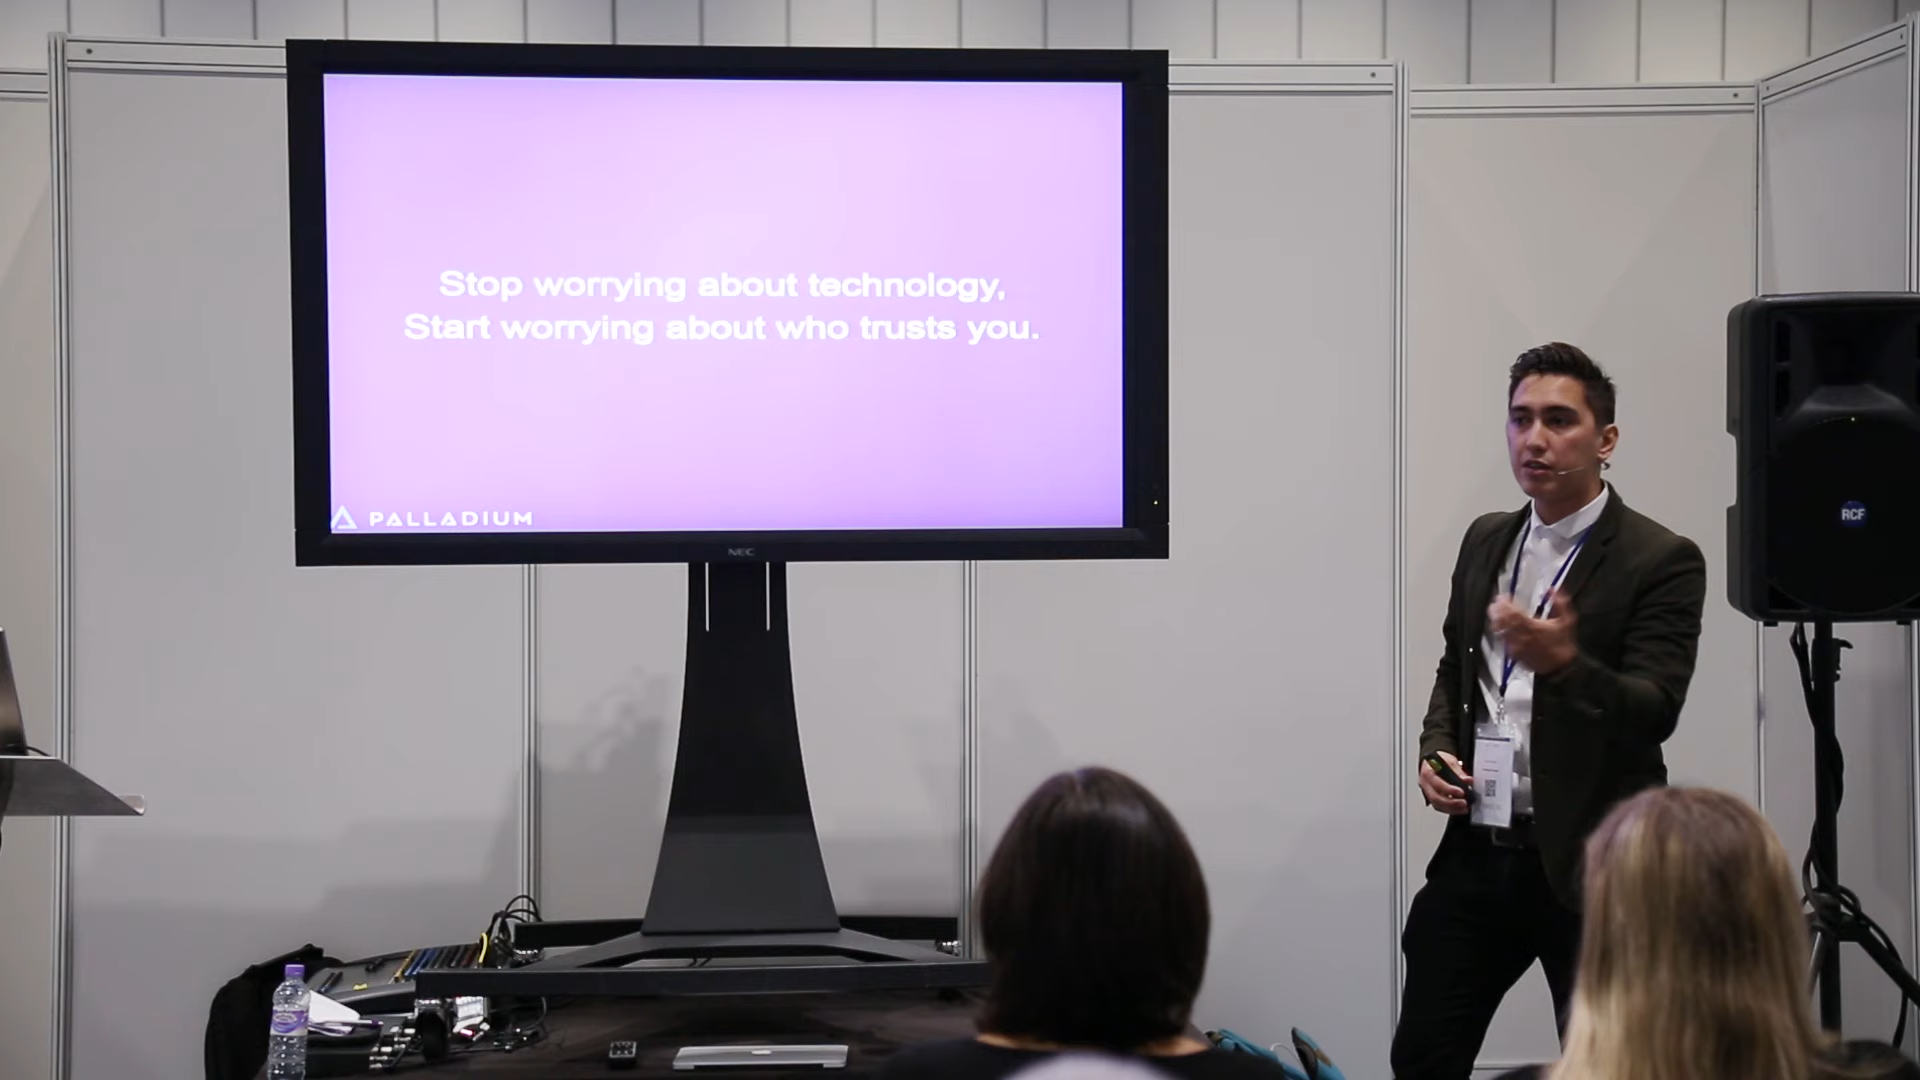 Stop worrying about technology,
Start worrying about who trusts you.
PALLADIUM
NEC
RCF